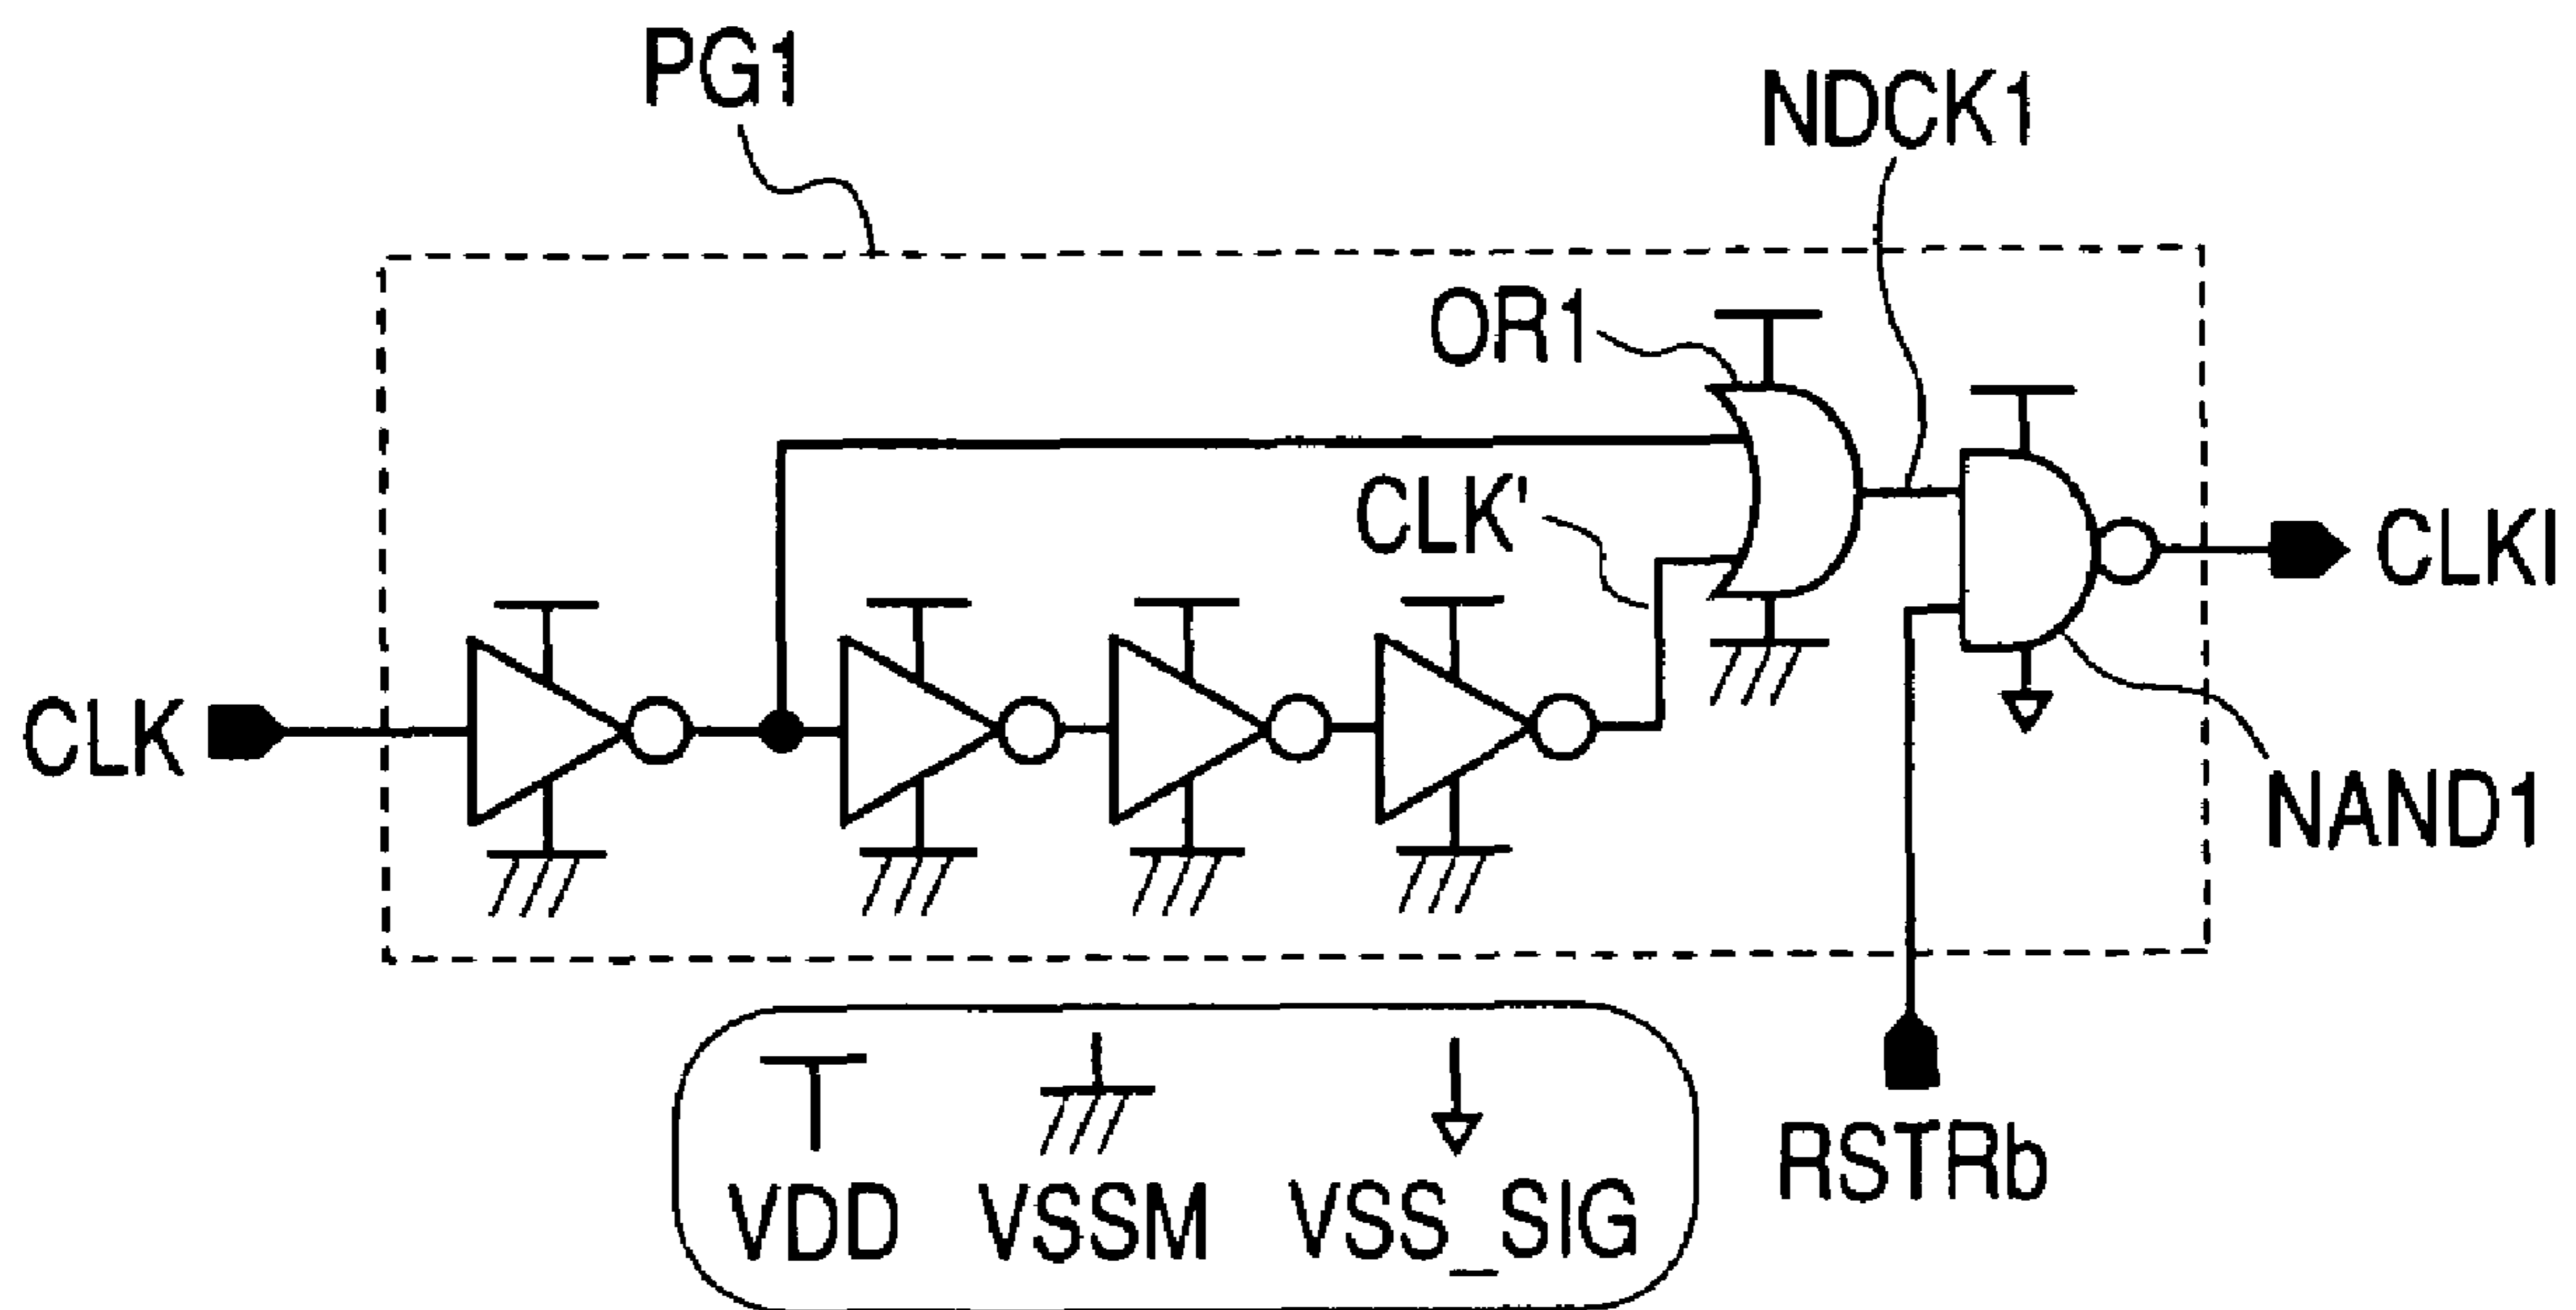 PG1
NDCK1
OR1
CLK'
CLKI
CLK
NAND1
RSTRb
VDD
VSSM
VSS_SIG